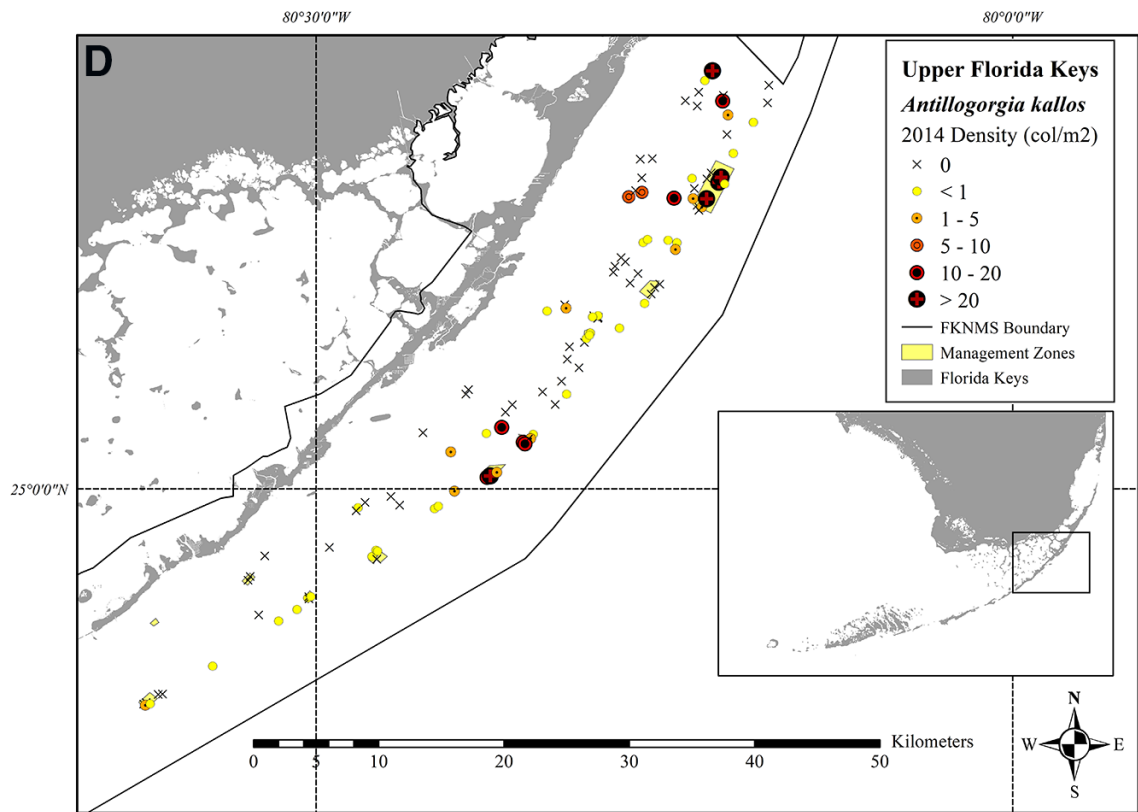 80°30'0"W
80°0'0"W
D
Upper Florida Keys
Antillogorgia kallos
2014 Density (col/m2)
0
< 1
1 - 5
5 - 10
10 - 20
> 20
FKNMS Boundary
Management Zones
Florida Keys
25°0'0"N
Kilometers
0 5 10 20 30 40 50
N
W E
S